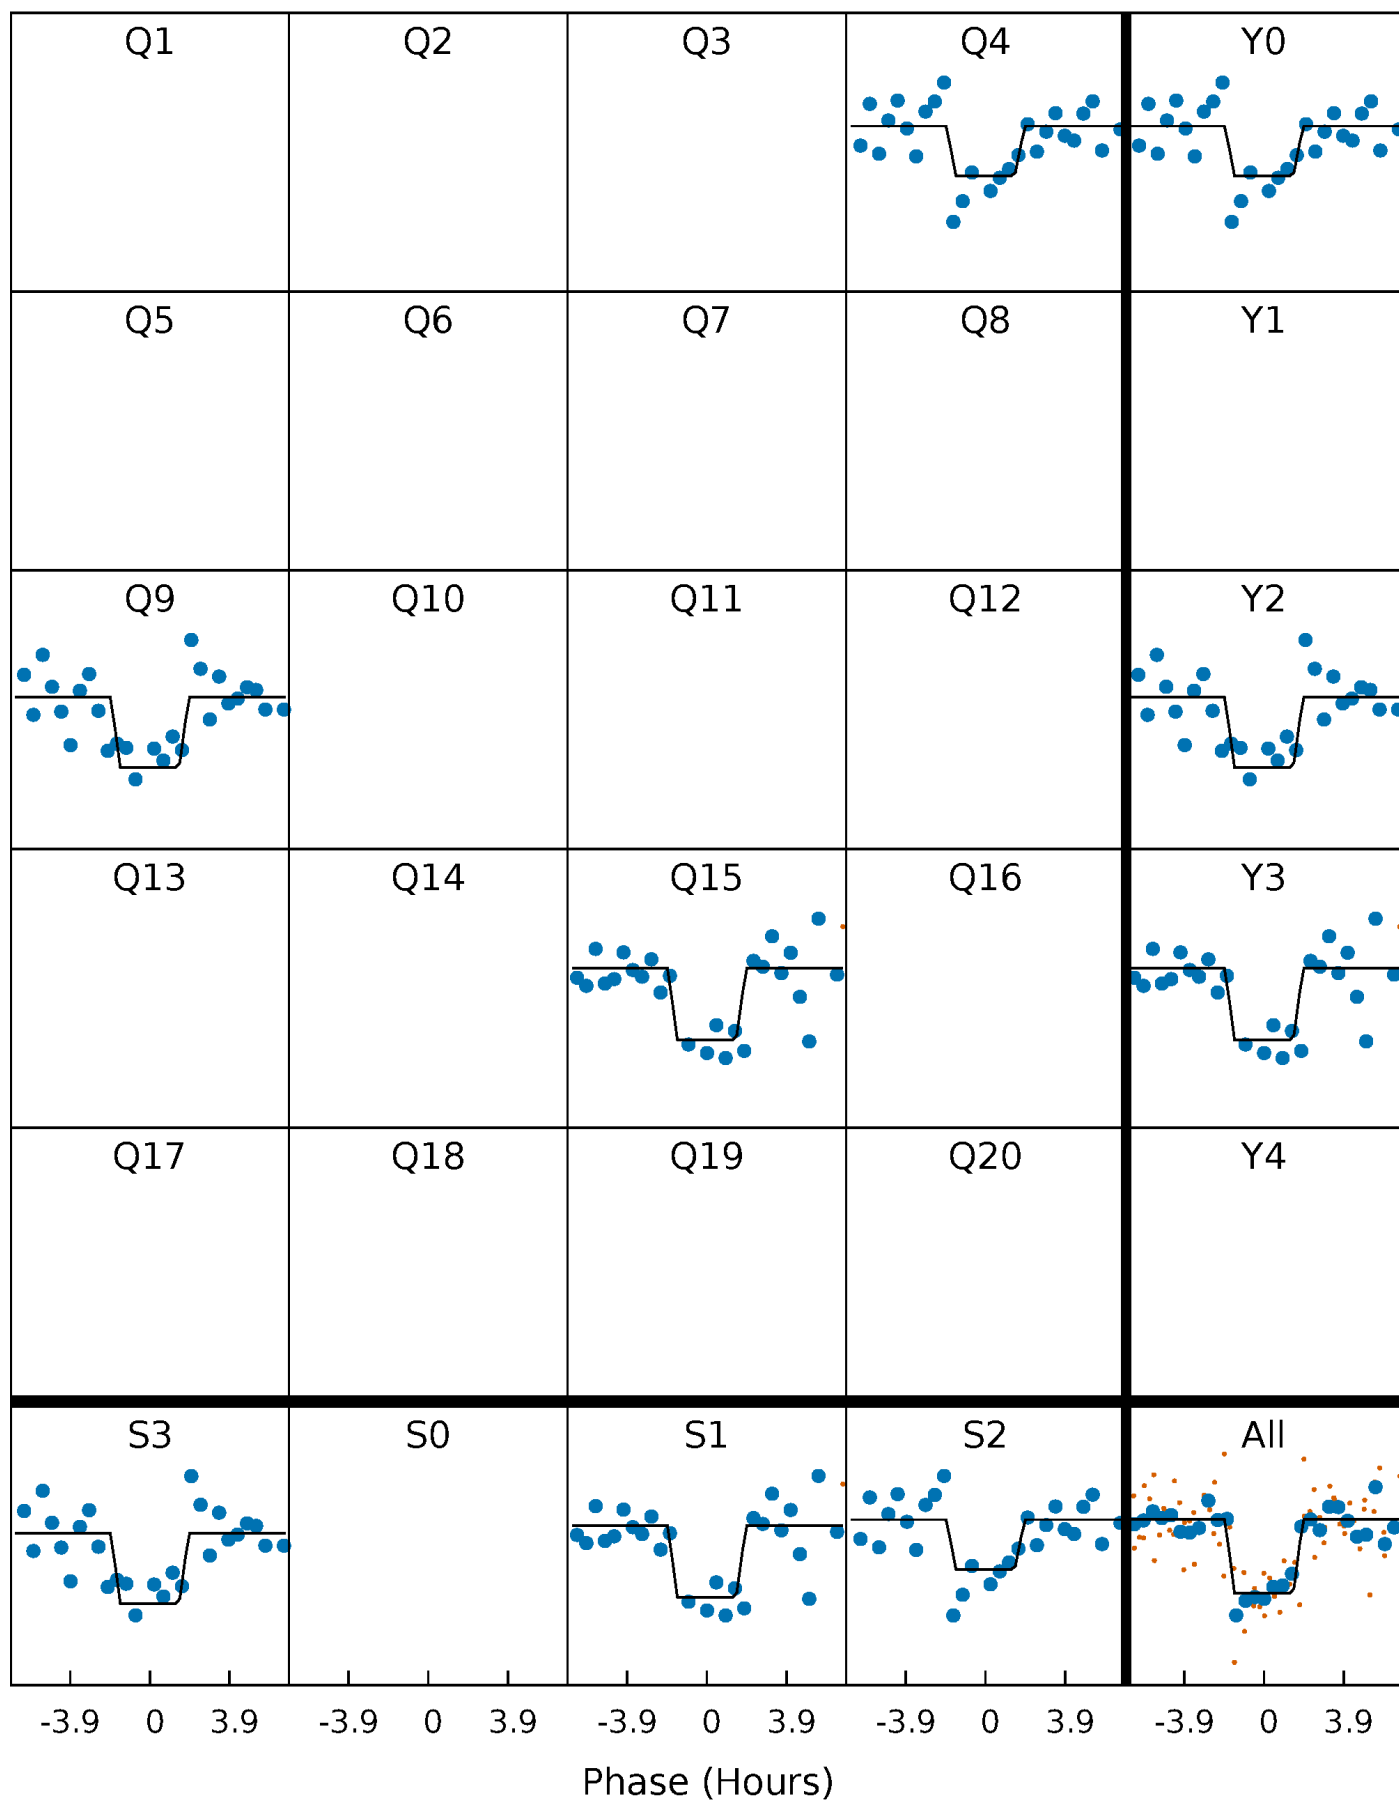 Q1 Q2 Q3 Q4 Y0
Q5 Q6 Q7 Q8 Y1
Q9 Q10 Q11 Q12 Y2
Q13 Q14 Q15 Q16 Y3
Q17 Q18 Q19 Q20 Y4
S3 S0 S1 S2 All
-3.9 0 3.9 -3.9 0 3.9 -3.9 0 3.9 -3.9 0 3.9 -3.9 0 3.9
Phase (Hours)